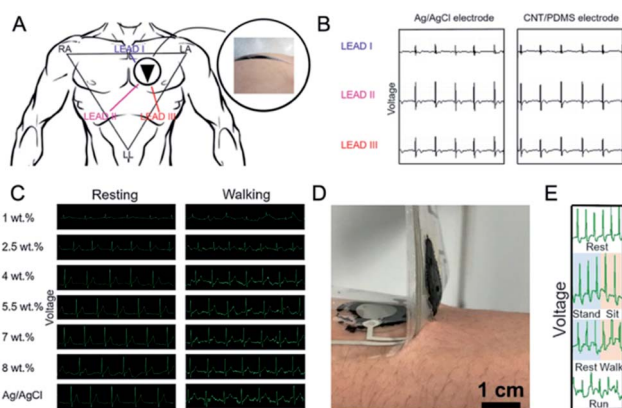 A
RA
LEAD I
LA
LEAD II
LEAD III
LL
B
Ag/AgCl electrode
CNT/PDMS electrode
LEAD I
LEAD II
LEAD III
Voltage
C
Resting
Walking
1 wt.%
2.5 wt.%
4 wt.%
5.5 wt.%
7 wt.%
8 wt.%
Ag/AgCl
Voltage
D
1 cm
E
Voltage
Rest
Stand Sit
Rest Walk
Run